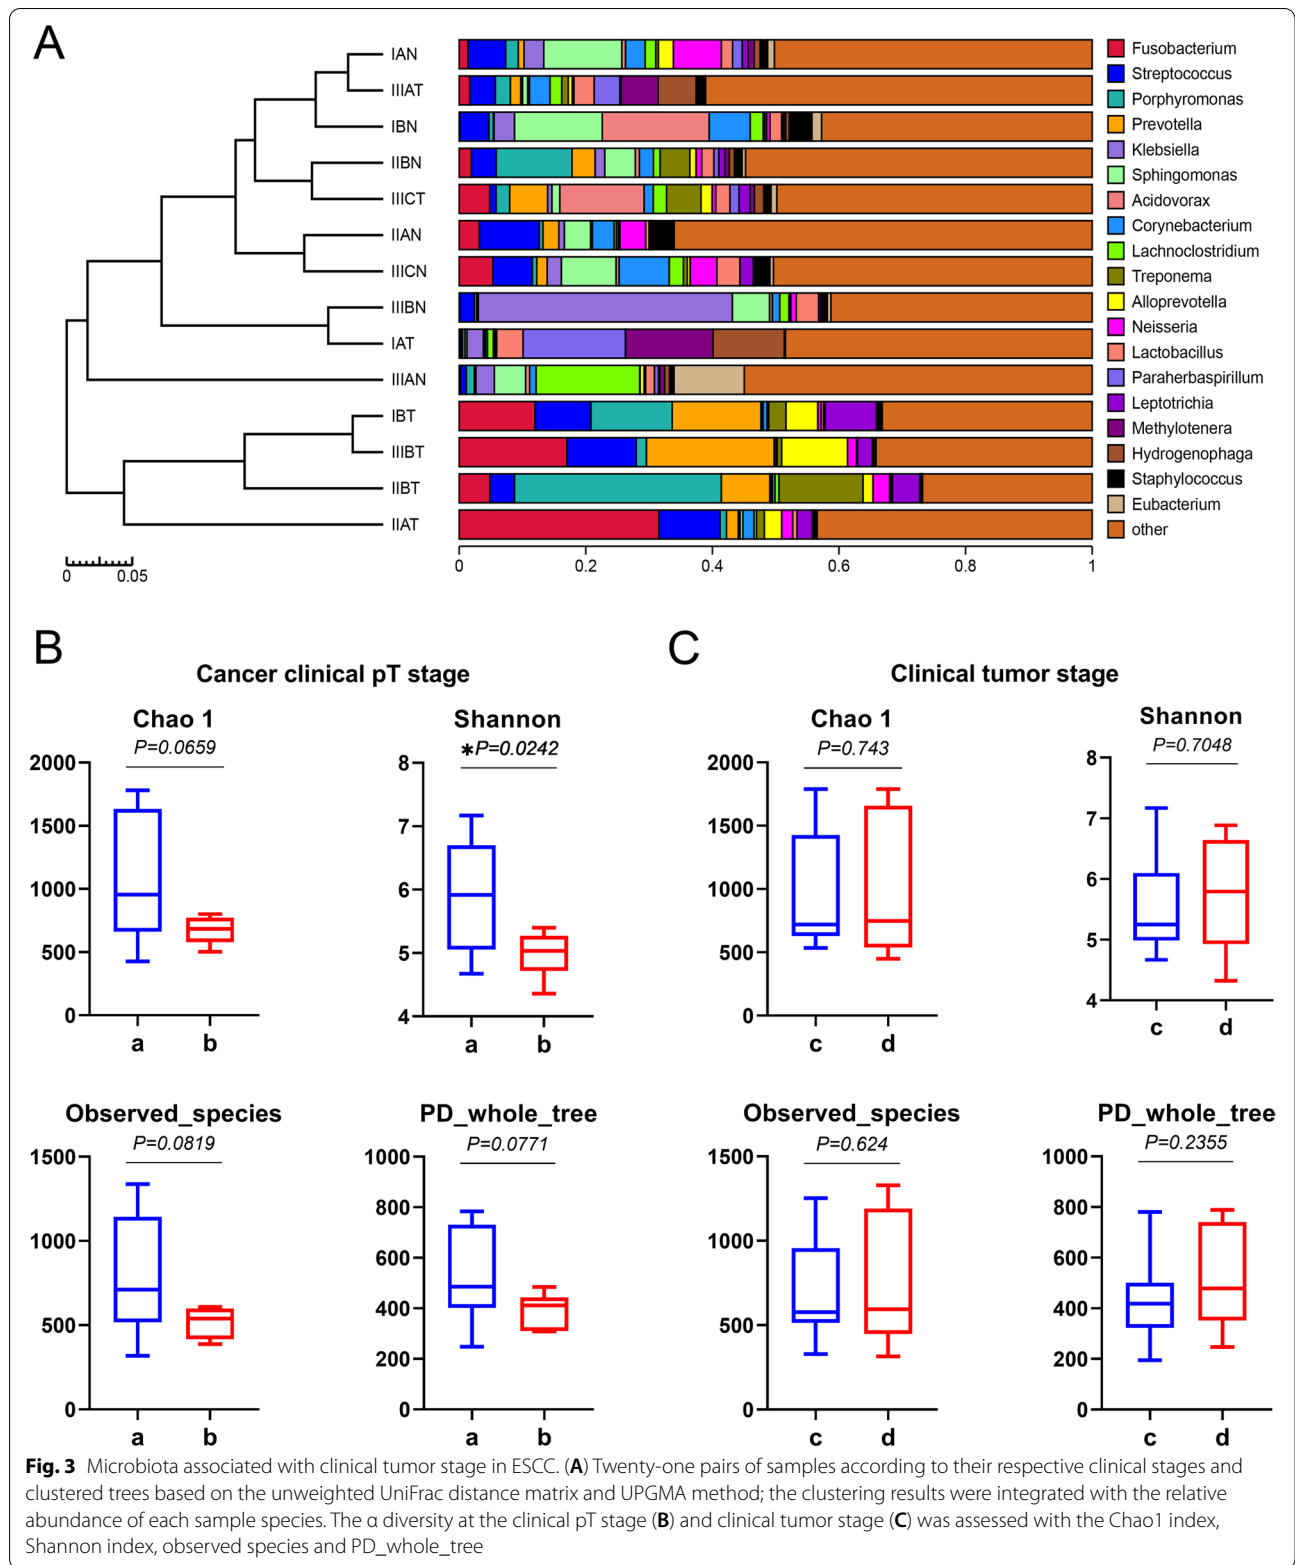 A
IAN
IIIAT
IBN
IIBN
IIICT
IIAN
IIICN
IIIBN
IAT
IIIAN
IBT
IIIBT
IIBT
IIAT
0 0.05
0 0.2 0.4 0.6 0.8 1
Fusobacterium
Streptococcus
Porphyromonas
Prevotella
Klebsiella
Sphingomonas
Acidovorax
Corynebacterium
Lachnoclostridium
Treponema
Alloprevotella
Neisseria
Lactobacillus
Paraherbaspirillum
Leptotrichia
Methylotenera
Hydrogenophaga
Staphylococcus
Eubacterium
other
B
Cancer clinical pT stage
Chao 1
P=0.0659
2000
1500
1000
500
0
a b
Shannon
∗P=0.0242
8
7
6
5
4
a b
Observed_species
P=0.0819
1500
1000
500
0
a b
PD_whole_tree
P=0.0771
1000
800
600
400
200
0
a b
C
Clinical tumor stage
Chao 1
P=0.743
2000
1500
1000
500
0
c d
Shannon
P=0.7048
8
7
6
5
4
c d
Observed_species
P=0.624
1500
1000
500
0
c d
PD_whole_tree
P=0.2355
1000
800
600
400
200
0
c d
Fig. 3 Microbiota associated with clinical tumor stage in ESCC. (A) Twenty-one pairs of samples according to their respective clinical stages and
clustered trees based on the unweighted UniFrac distance matrix and UPGMA method; the clustering results were integrated with the relative
abundance of each sample species. The α diversity at the clinical pT stage (B) and clinical tumor stage (C) was assessed with the Chao1 index,
Shannon index, observed species and PD_whole_tree